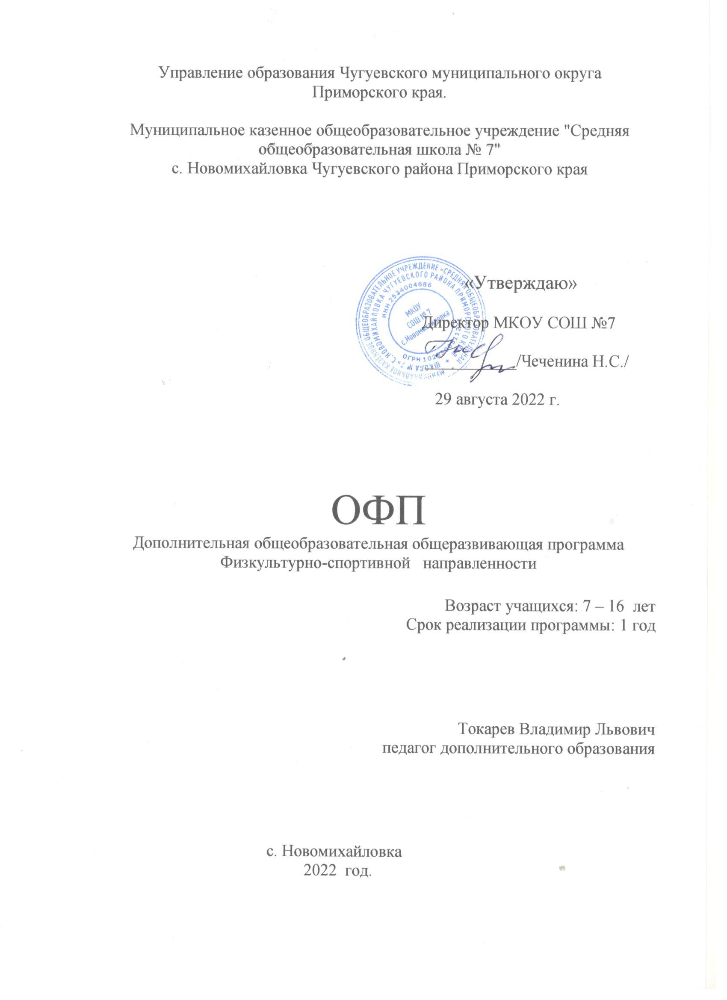 Управление образования Чугуевского муниципального округа
Приморского края.
Муниципальное казенное общеобразовательное учреждение "Средняя
общеобразовательная школа № 7"
с. Новомихайловка Чугуевского района Приморского края
«Утверждаю»
Директор МКОУ СОШ №7
/Чеченина Н.С./
29 августа 2022 г.
МУНИЦИПАЛЬНОЕ КАЗЕННОЕ ОБЩЕОБРАЗОВАТЕЛЬНОЕ УЧРЕЖДЕНИЕ «СРЕДНЯЯ ОБЩЕОБРАЗОВАТЕЛЬНАЯ
ШКОЛА № 7» С. НОВОМИХАЙЛОВКА ЧУГУЕВСКОГО РАЙОНА ПРИМОРСКОГО КРАЯ
ИНН 2534004686
ОГРН
МКОУ
СОШ № 7
с.Новомихайловка
ОФП
Дополнительная общеобразовательная общеразвивающая программа
Физкультурно-спортивной направленности
Возраст учащихся: 7 – 16 лет
Срок реализации программы: 1 год
Токарев Владимир Львович
педагог дополнительного образования
с. Новомихайловка
2022 год.